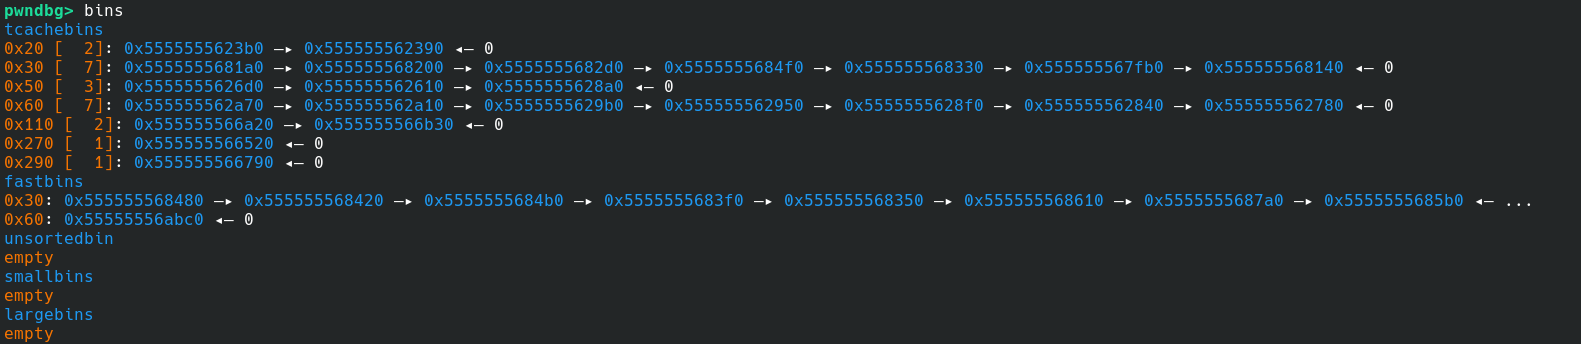 pwndbg> bins
tcachebins
0x20 [  2]: 0x5555555623b0 —▸ 0x555555562390 ◂— 0
0x30 [  7]: 0x5555555681a0 —▸ 0x555555568200 —▸ 0x5555555682d0 —▸ 0x5555555684f0 —▸ 0x555555568330 —▸ 0x555555567fb0 —▸ 0x555555568140 ◂— 0
0x50 [  3]: 0x5555555626d0 —▸ 0x555555562610 —▸ 0x5555555628a0 ◂— 0
0x60 [  7]: 0x555555562a70 —▸ 0x555555562a10 —▸ 0x5555555629b0 —▸ 0x555555562950 —▸ 0x5555555628f0 —▸ 0x555555562840 —▸ 0x555555562780 ◂— 0
0x110 [  2]: 0x555555566a20 —▸ 0x555555566b30 ◂— 0
0x270 [  1]: 0x555555566520 ◂— 0
0x290 [  1]: 0x555555566790 ◂— 0
fastbins
0x30: 0x555555568480 —▸ 0x555555568420 —▸ 0x5555555684b0 —▸ 0x5555555683f0 —▸ 0x555555568350 —▸ 0x555555568610 —▸ 0x5555555687a0 —▸ 0x5555555685b0 ◂— ...
0x60: 0x55555556abc0 ◂— 0
unsortedbin
empty
smallbins
empty
largebins
empty